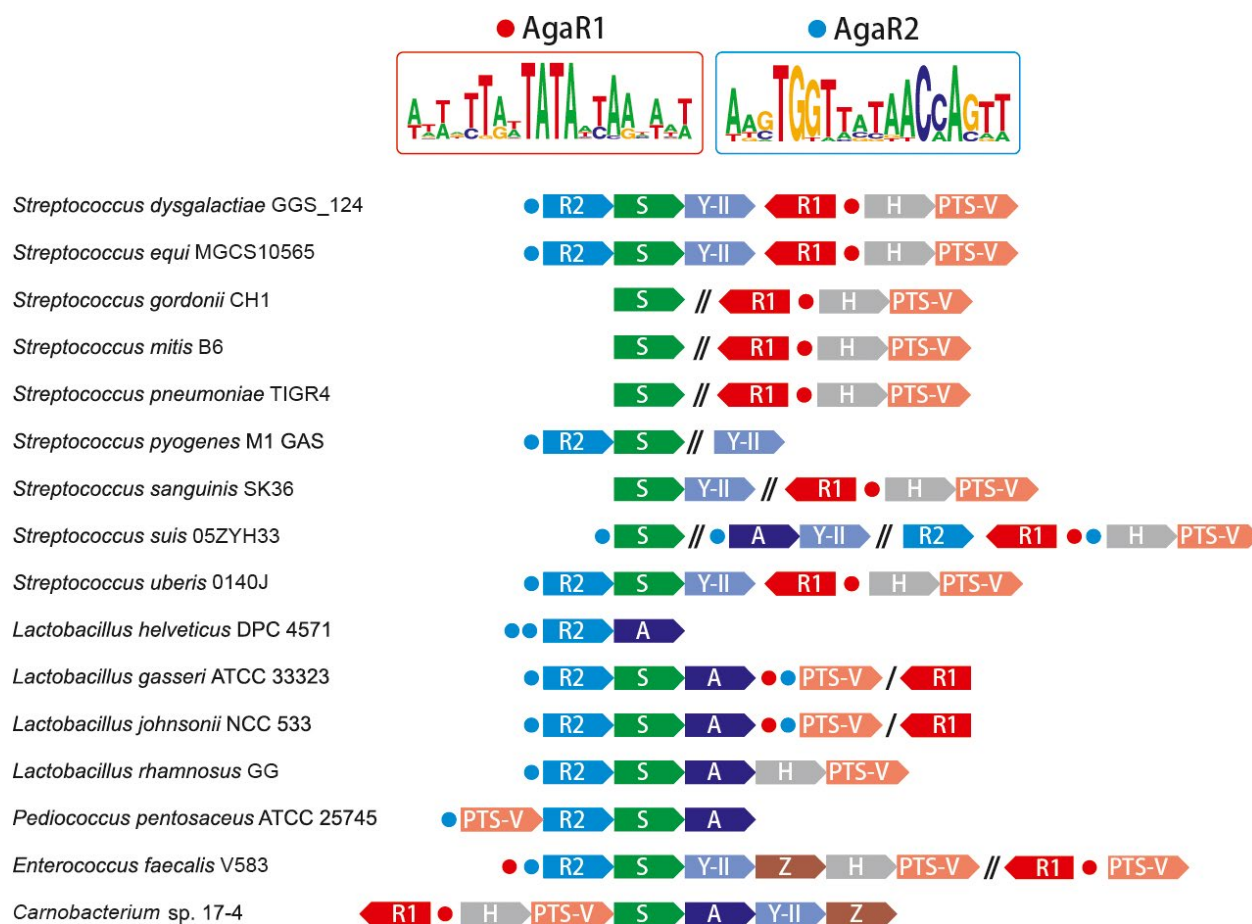 AgaR1 AgaR2
Streptococcus dysgalactiae GGS_124 R2 S Y-II R1 H PTS-V
Streptococcus equi MGCS10565 R2 S Y-II R1 H PTS-V
Streptococcus gordonii CH1 S // R1 H PTS-V
Streptococcus mitis B6 S // R1 H PTS-V
Streptococcus pneumoniae TIGR4 S // R1 H PTS-V
Streptococcus pyogenes M1 GAS R2 S // Y-II
Streptococcus sanguinis SK36 S Y-II // R1 H PTS-V
Streptococcus suis 05ZYH33 S // A Y-II // R2 R1 H PTS-V
Streptococcus uberis 0140J R2 S Y-II R1 H PTS-V
Lactobacillus helveticus DPC 4571 R2 A
Lactobacillus gasseri ATCC 33323 R2 S A PTS-V / R1
Lactobacillus johnsonii NCC 533 R2 S A PTS-V / R1
Lactobacillus rhamnosus GG R2 S A H PTS-V
Pediococcus pentosaceus ATCC 25745 PTS-V R2 S A
Enterococcus faecalis V583 R2 S Y-II Z H PTS-V // R1 PTS-V
Carnobacterium sp. 17-4 R1 H PTS-V S A Y-II Z